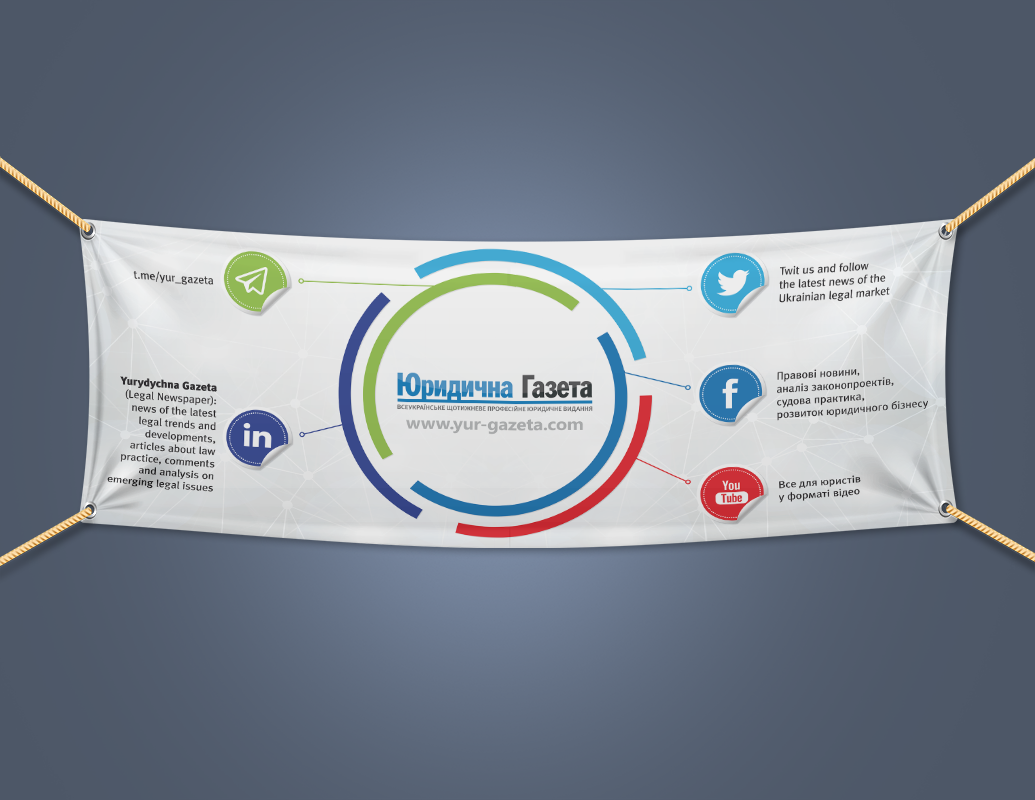 t.me/yur_gazeta
Yurydychna Gazeta
(Legal Newspaper):
news of the latest
legal trends and
developments,
articles about law
practice, comments
and analysis on
emerging legal issues
in
Юридична Газета
ВСЕУКРАЇНСЬКЕ ЩОТИЖНЕВЕ ПРОФЕСІЙНЕ ЮРИДИЧНЕ ВИДАННЯ
www.yur-gazeta.com
Twit us and follow
the latest news of the
Ukrainian legal market
f
Правові новини,
аналіз законопроектів,
судова практика,
розвиток юридичного бізнесу
You
Tube
Все для юристів
у форматі відео